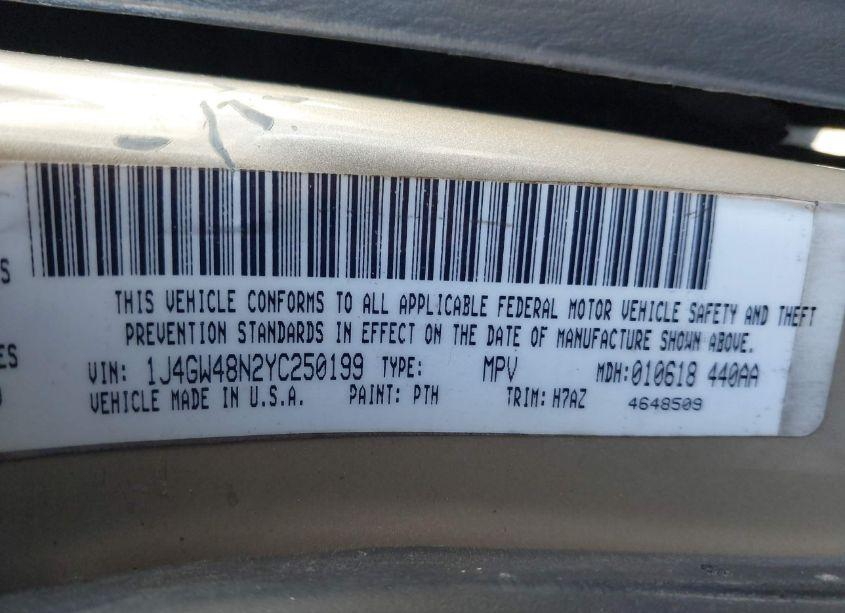 S
THIS VEHICLE CONFORMS TO ALL APPLICABLE FEDERAL MOTOR VEHICLE SAFETY AND THEFT
PREVENTION STANDARDS IN EFFECT ON THE DATE OF MANUFACTURE SHOWN ABOVE.
ES
VIN: 1J4GW48N2YC250199 TYPE: MPV MDH:010618 440AA
VEHICLE MADE IN U.S.A. PAINT: PTH TRIM: H7AZ 4648509